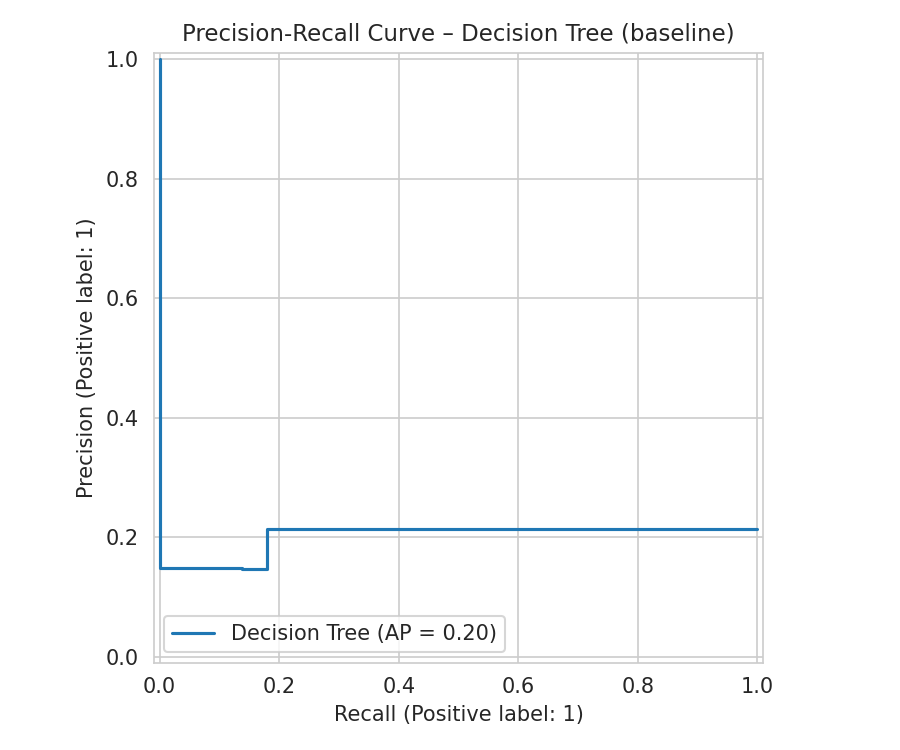 Precision-Recall Curve – Decision Tree (baseline)
Precision (Positive label: 1)
1.0
0.8
0.6
0.4
0.2
0.0
Decision Tree (AP = 0.20)
0.0 0.2 0.4 0.6 0.8 1.0
Recall (Positive label: 1)